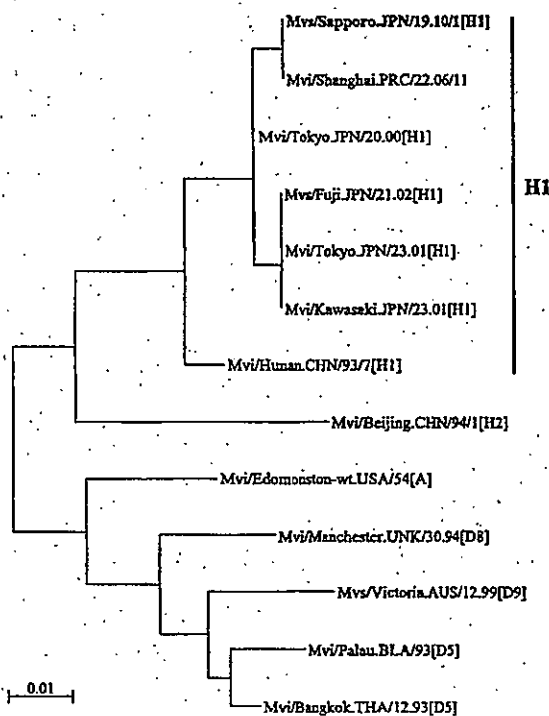 Mvs/Sapporo.JPN/19.10/1[H1]
Mvi/Shanghai.PRC/22.06/11
Mvi/Tokyo.JPN/20.00[H1]
Mvs/Fuji.JPN/21.02[H1]
H1
Mvi/Tokyo.JPN/23.01[H1]
Mvi/Kawasaki.JPN/23.01[H1]
Mvi/Hunan.CHN/93/7[H1]
Mvi/Beijing.CHN/94/1[H2]
Mvi/Edomonston-wt.USA/54[A]
Mvi/Manchester.UNK/30.94[D8]
Mvs/Victoria.AUS/12.99[D9]
Mvi/Palau.BLA/93[D5]
0.01
Mvi/Bangkok.THA/12.93[D5]